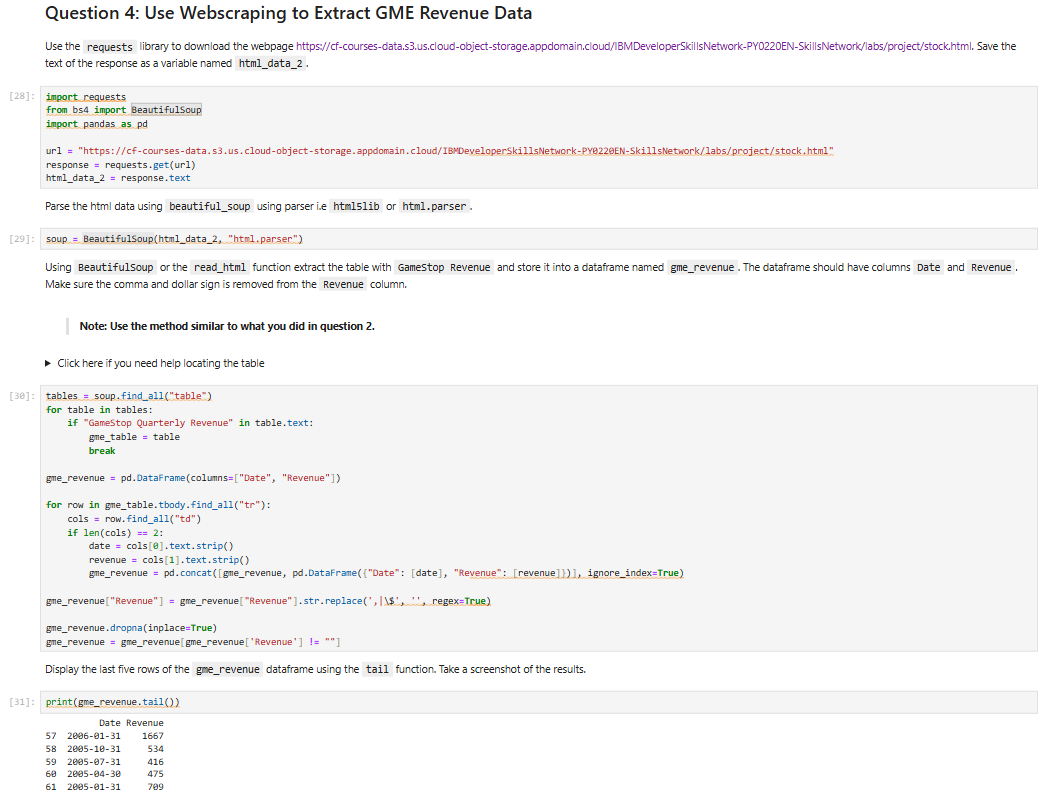 Question 4: Use Webscraping to Extract GME Revenue Data
Use the requests library to download the webpage https://cf-courses-data.s3.us.cloud-object-storage.appdomain.cloud/IBMDeveloperSkillsNetwork-PY0220EN-SkillsNetwork/labs/project/stock.html. Save the
text of the response as a variable named html_data_2.
[28]: import requests
from bs4 import BeautifulSoup
import pandas as pd
url = "https://cf-courses-data.s3.us.cloud-object-storage.appdomain.cloud/IBMDeveloperSkillsNetwork-PY0220EN-SkillsNetwork/labs/project/stock.html"
response = requests.get(url)
html_data_2 = response.text
Parse the html data using beautiful_soup using parser i.e html5lib or html.parser.
[29]: soup = BeautifulSoup(html_data_2, "html.parser")
Using BeautifulSoup or the read_html function extract the table with GameStop Revenue and store it into a dataframe named gme_revenue. The dataframe should have columns Date and Revenue.
Make sure the comma and dollar sign is removed from the Revenue column.
Note: Use the method similar to what you did in question 2.
▶ Click here if you need help locating the table
[30]: tables = soup.find_all("table")
for table in tables:
    if "GameStop Quarterly Revenue" in table.text:
        gme_table = table
        break
gme_revenue = pd.DataFrame(columns=["Date", "Revenue"])
for row in gme_table.tbody.find_all("tr"):
    cols = row.find_all("td")
    if len(cols) == 2:
        date = cols[0].text.strip()
        revenue = cols[1].text.strip()
        gme_revenue = pd.concat([gme_revenue, pd.DataFrame({"Date": [date], "Revenue": [revenue]})], ignore_index=True)
gme_revenue["Revenue"] = gme_revenue["Revenue"].str.replace(',|\$', '', regex=True)
gme_revenue.dropna(inplace=True)
gme_revenue = gme_revenue[gme_revenue['Revenue'] != ""]
Display the last five rows of the gme_revenue dataframe using the tail function. Take a screenshot of the results.
[31]: print(gme_revenue.tail())
Date Revenue
57 2006-01-31 1667
58 2005-10-31 534
59 2005-07-31 416
60 2005-04-30 475
61 2005-01-31 709